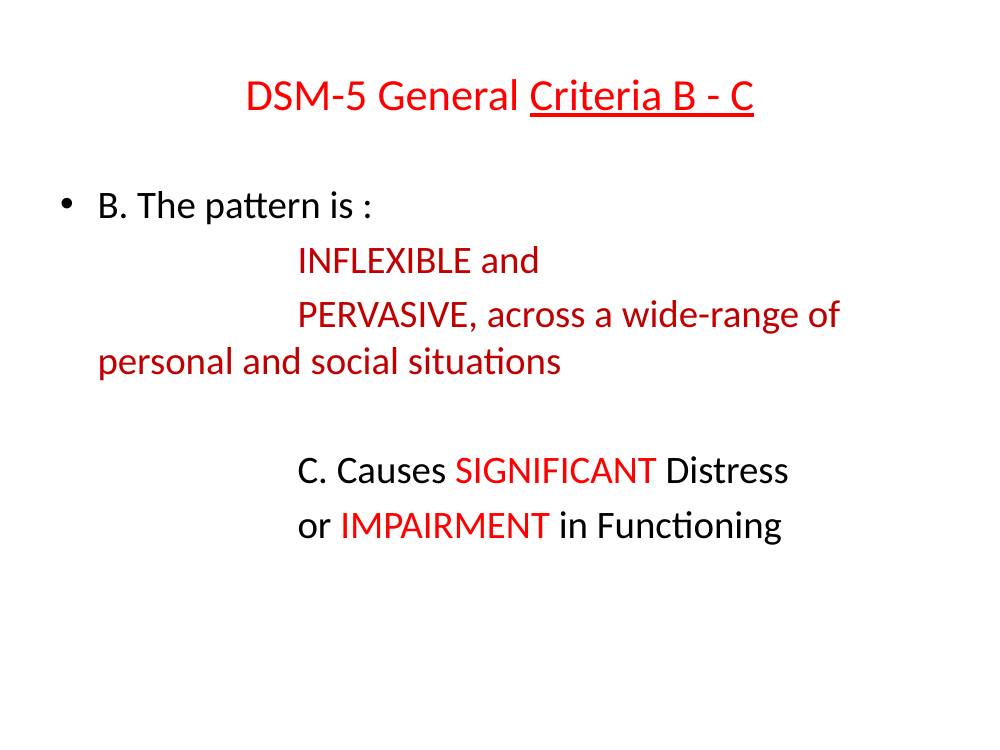 DSM-5 General Criteria B - C
• B. The pattern is :
INFLEXIBLE and
PERVASIVE, across a wide-range of
personal and social situations
C. Causes SIGNIFICANT Distress
or IMPAIRMENT in Functioning